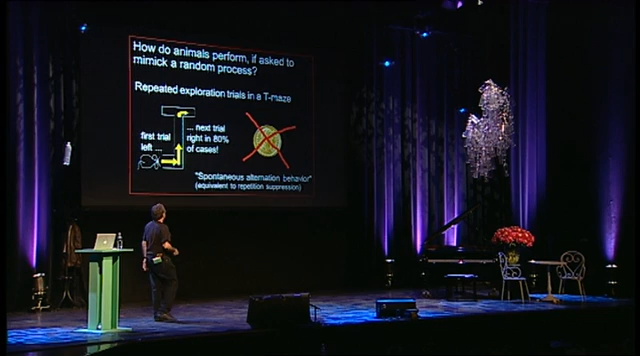 How do animals perform, if asked to
mimick a random process?
Repeated exploration trials in a T-maze
first trial
left ...
... next trial
right in 80%
of cases!
"Spontaneous alternation behavior"
(equivalent to repetition suppression)